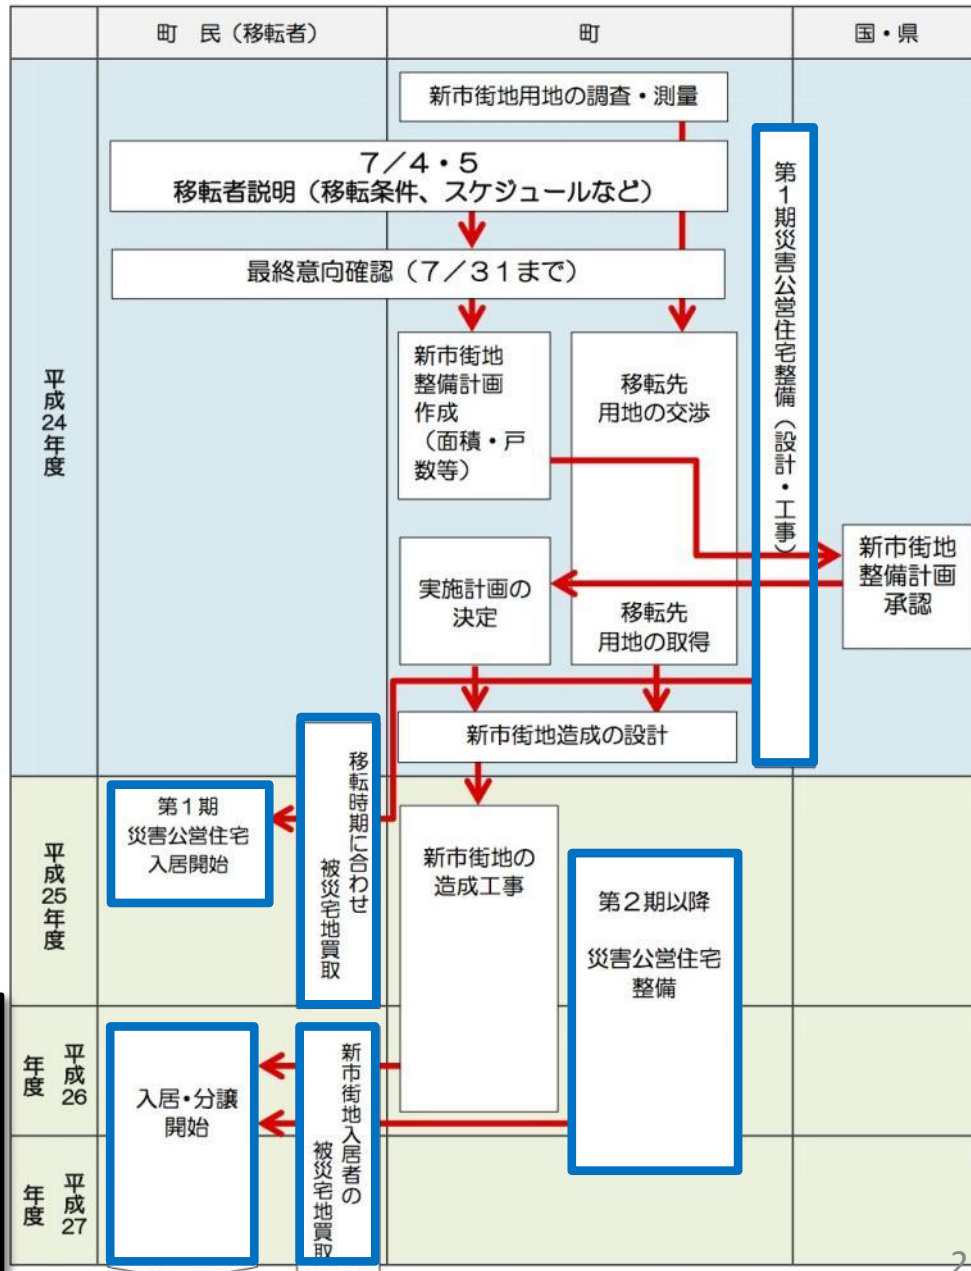 町 民（移転者）
町
国・県
平成24年度
新市街地用地の調査・測量
7／4・5
移転者説明（移転条件、スケジュールなど）
最終意向確認（7／31まで）
新市街地
整備計画
作成
（面積・戸
数等）
移転先
用地の交渉
移転先
用地の取得
第1期災害公営住宅整備（設計・工事）
新市街地
整備計画
承認
実施計画の
決定
新市街地造成の設計
平成25年度
第1期
災害公営住宅
入居開始
移転時期に合わせ
被災宅地買取
新市街地の
造成工事
第2期以降
災害公営住宅
整備
平成26
年度
入居・分譲
開始
新市街地入居者の
被災宅地買取
平成27
年度
2